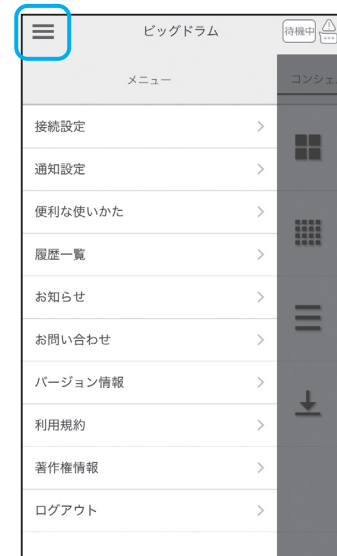 ビッグドラム
待機中
メニュー
コンシェ
接続設定
通知設定
便利な使いかた
履歴一覧
お知らせ
お問い合わせ
バージョン情報
利用規約
著作権情報
ログアウト